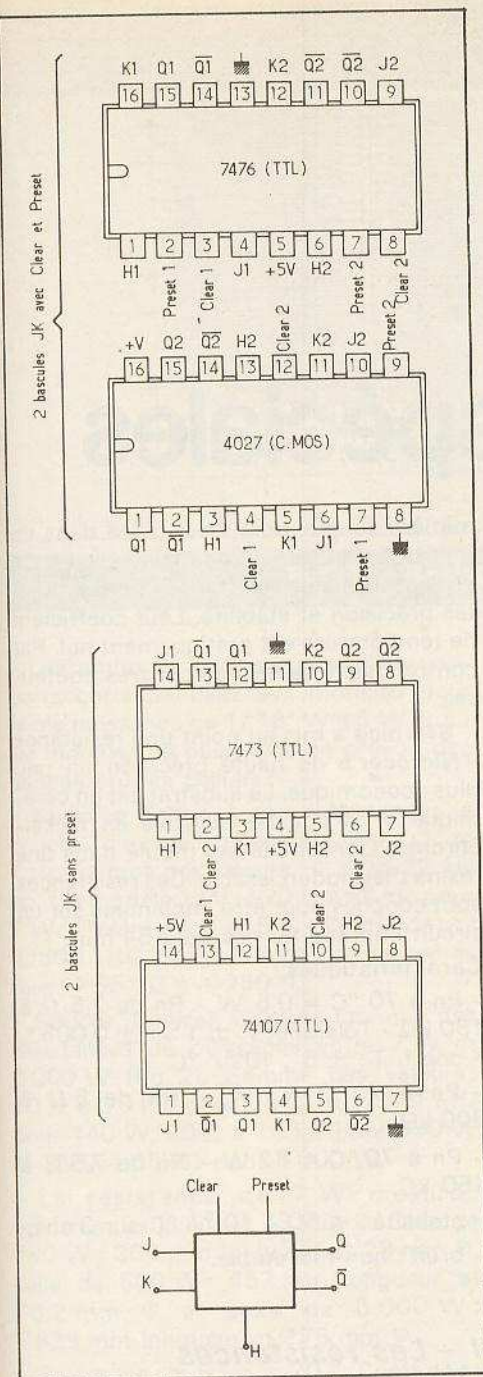 2 bascules JK avec Clear et Preset
K1 Q1 Q̅1̅ K2 Q̅2̅ Q̅2̅ J2
16 15 14 13 12 11 10 9
7476 (TTL)
1 2 3 4 5 6 7 8
H1 Preset 1 Clear 1 J1 +5V H2 Preset 2 Clear 2
+V Q2 Q̅2̅ H2 Clear 2 K2 J2 Preset 2
16 15 14 13 12 11 10 9
4027 (C.MOS)
1 2 3 4 5 6 7 8
Q1 Q̅1̅ H1 Clear 1 K1 J1 Preset 1
2 bascules JK sans preset
J1 Q̅1̅ Q1 K2 Q2 Q̅2̅
14 13 12 11 10 9 8
7473 (TTL)
1 2 3 4 5 6 7
H1 Clear 2 K1 +5V H2 Clear 2 J2
+5V Clear 1 H1 K2 Clear 2 H2 J2
14 13 12 11 10 9 8
74107 (TTL)
1 2 3 4 5 6 7
J1 Q̅1̅ Q1 K1 Q2 Q̅2̅
Clear Preset
J Q
K Q̅
H